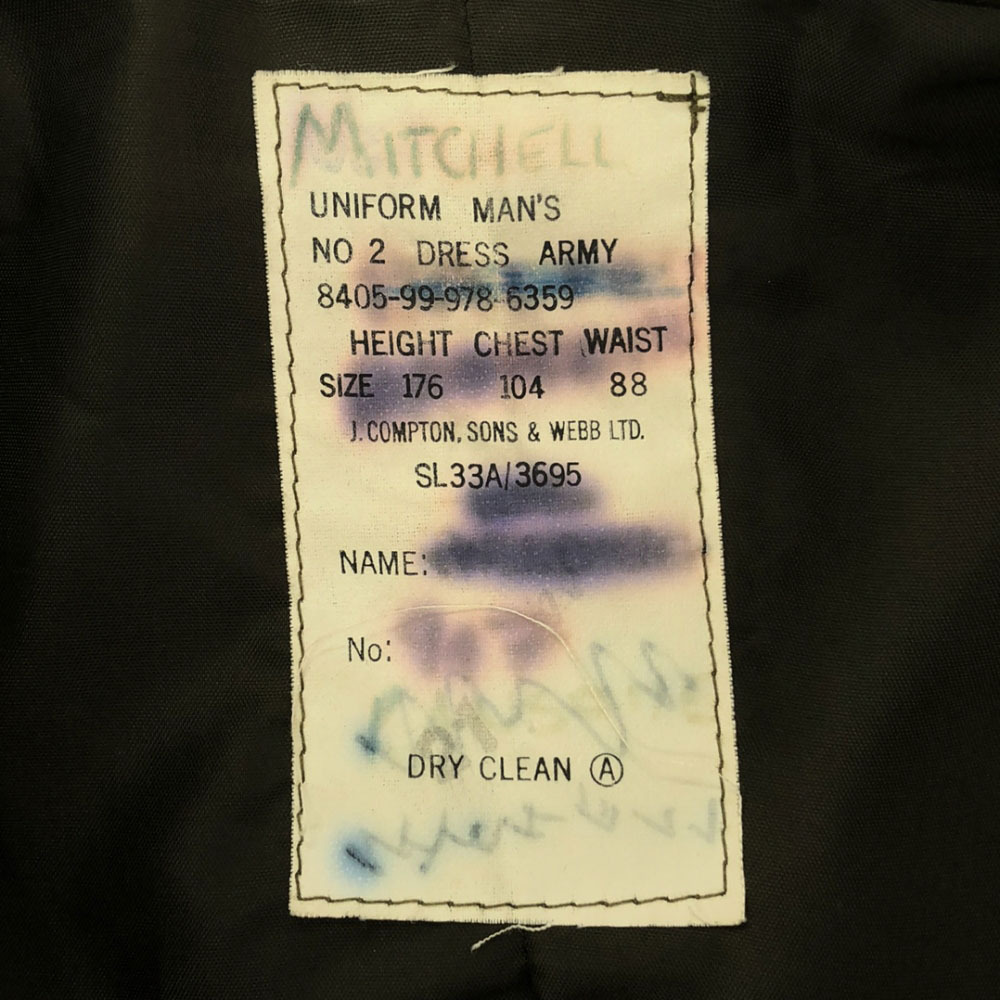 MITCHELL
UNIFORM MAN'S
NO 2 DRESS ARMY
8405-99-978-6359
HEIGHT CHEST WAIST
SIZE 176 104 88
J. COMPTON, SONS & WEBB LTD.
SL33A/3695
NAME:
No:
DRY CLEAN Ⓐ